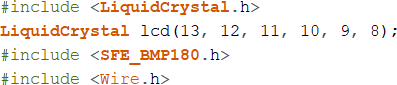 #include <LiquidCrystal.h>
LiquidCrystal lcd(13, 12, 11, 10, 9, 8);
#include <SFE_BMP180.h>
#include <Wire.h>